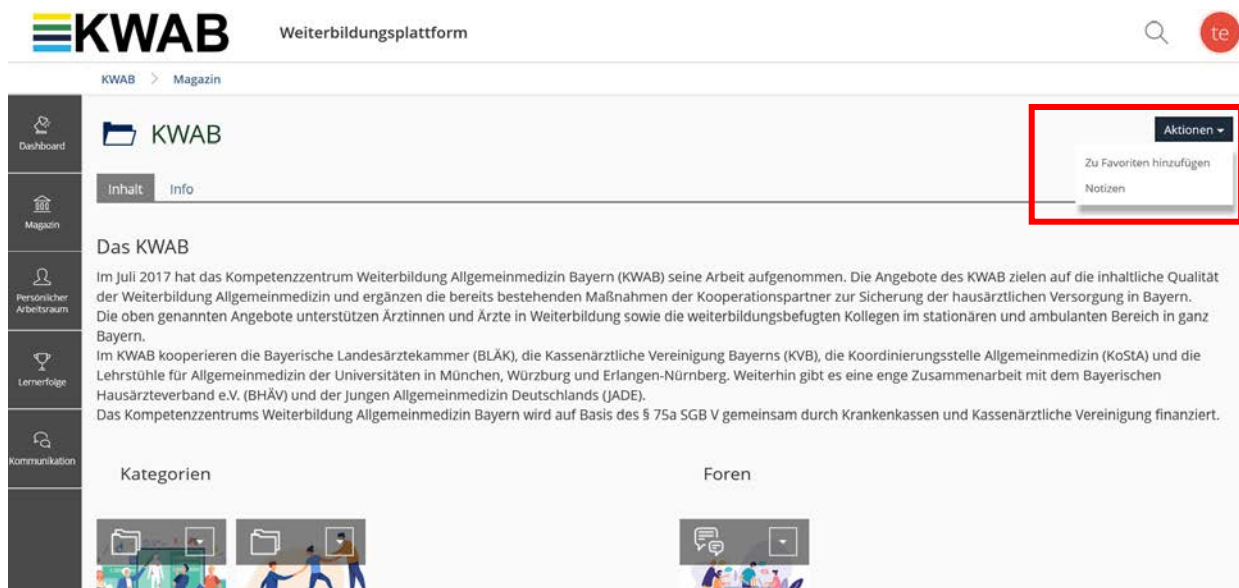 KWAB
Weiterbildungsplattform
te
KWAB > Magazin
Dashboard
Magazin
Persönlicher
Arbeitsraum
Lernerfolge
Kommunikation
KWAB
Aktionen
Zu Favoriten hinzufügen
Notizen
Inhalt Info
Das KWAB
Im Juli 2017 hat das Kompetenzzentrum Weiterbildung Allgemeinmedizin Bayern (KWAB) seine Arbeit aufgenommen. Die Angebote des KWAB zielen auf die inhaltliche Qualität
der Weiterbildung Allgemeinmedizin und ergänzen die bereits bestehenden Maßnahmen der Kooperationspartner zur Sicherung der hausärztlichen Versorgung in Bayern.
Die oben genannten Angebote unterstützen Ärztinnen und Ärzte in Weiterbildung sowie die weiterbildungsbefugten Kollegen im stationären und ambulanten Bereich in ganz
Bayern.
Im KWAB kooperieren die Bayerische Landesärztekammer (BLÄK), die Kassenärztliche Vereinigung Bayerns (KVB), die Koordinierungsstelle Allgemeinmedizin (KoStA) und die
Lehrstühle für Allgemeinmedizin der Universitäten in München, Würzburg und Erlangen-Nürnberg. Weiterhin gibt es eine enge Zusammenarbeit mit dem Bayerischen
Hausärzteverband e.V. (BHÄV) und der Jungen Allgemeinmedizin Deutschlands (JADE).
Das Kompetenzzentrums Weiterbildung Allgemeinmedizin Bayern wird auf Basis des § 75a SGB V gemeinsam durch Krankenkassen und Kassenärztliche Vereinigung finanziert.
Kategorien
Foren